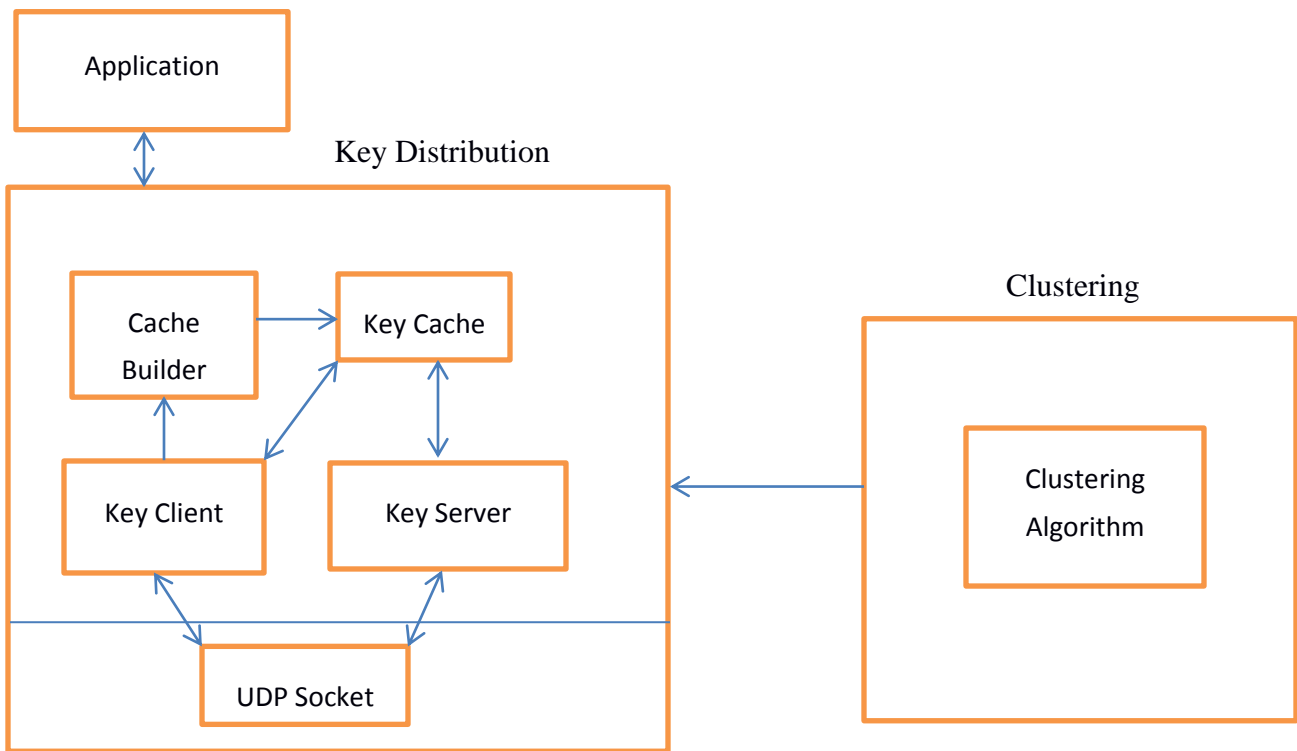 Application
Key Distribution
Cache
Builder
Key Cache
Clustering
Key Client
Key Server
Clustering
Algorithm
UDP Socket